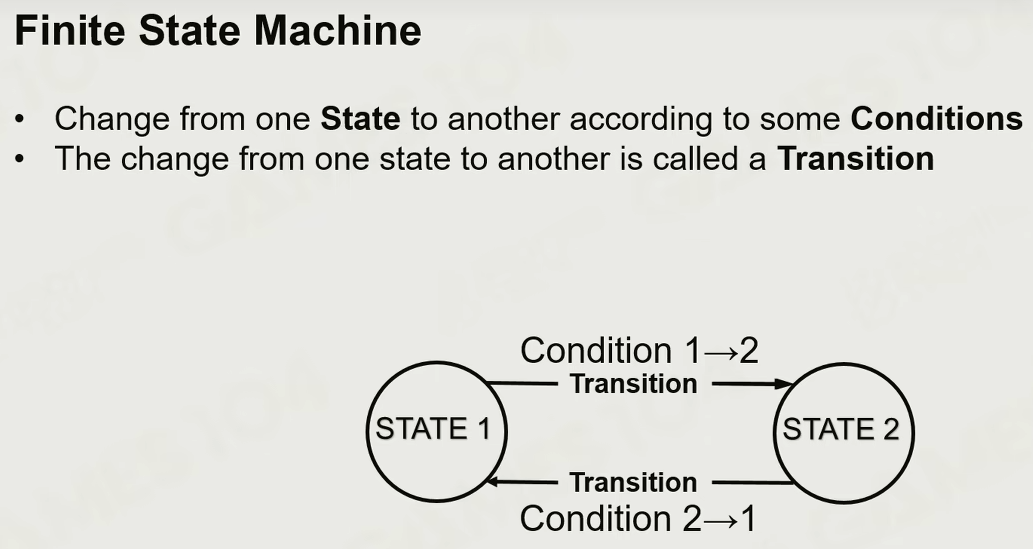 Finite State Machine
• Change from one State to another according to some Conditions
• The change from one state to another is called a Transition
Condition 1→2
Transition
STATE 1
STATE 2
Transition
Condition 2→1